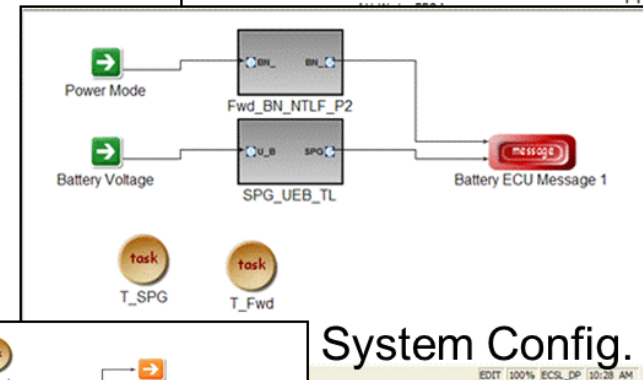 BN_
BN_
Power Mode
Fwd_BN_NTLF_P2
message
U_B
SPG
Battery Voltage
Battery ECU Message 1
SPG_UEB_TL
task
task
T_SPG
T_Fwd
System Config.
EDIT 100% ECSL_DP 10:28 AM